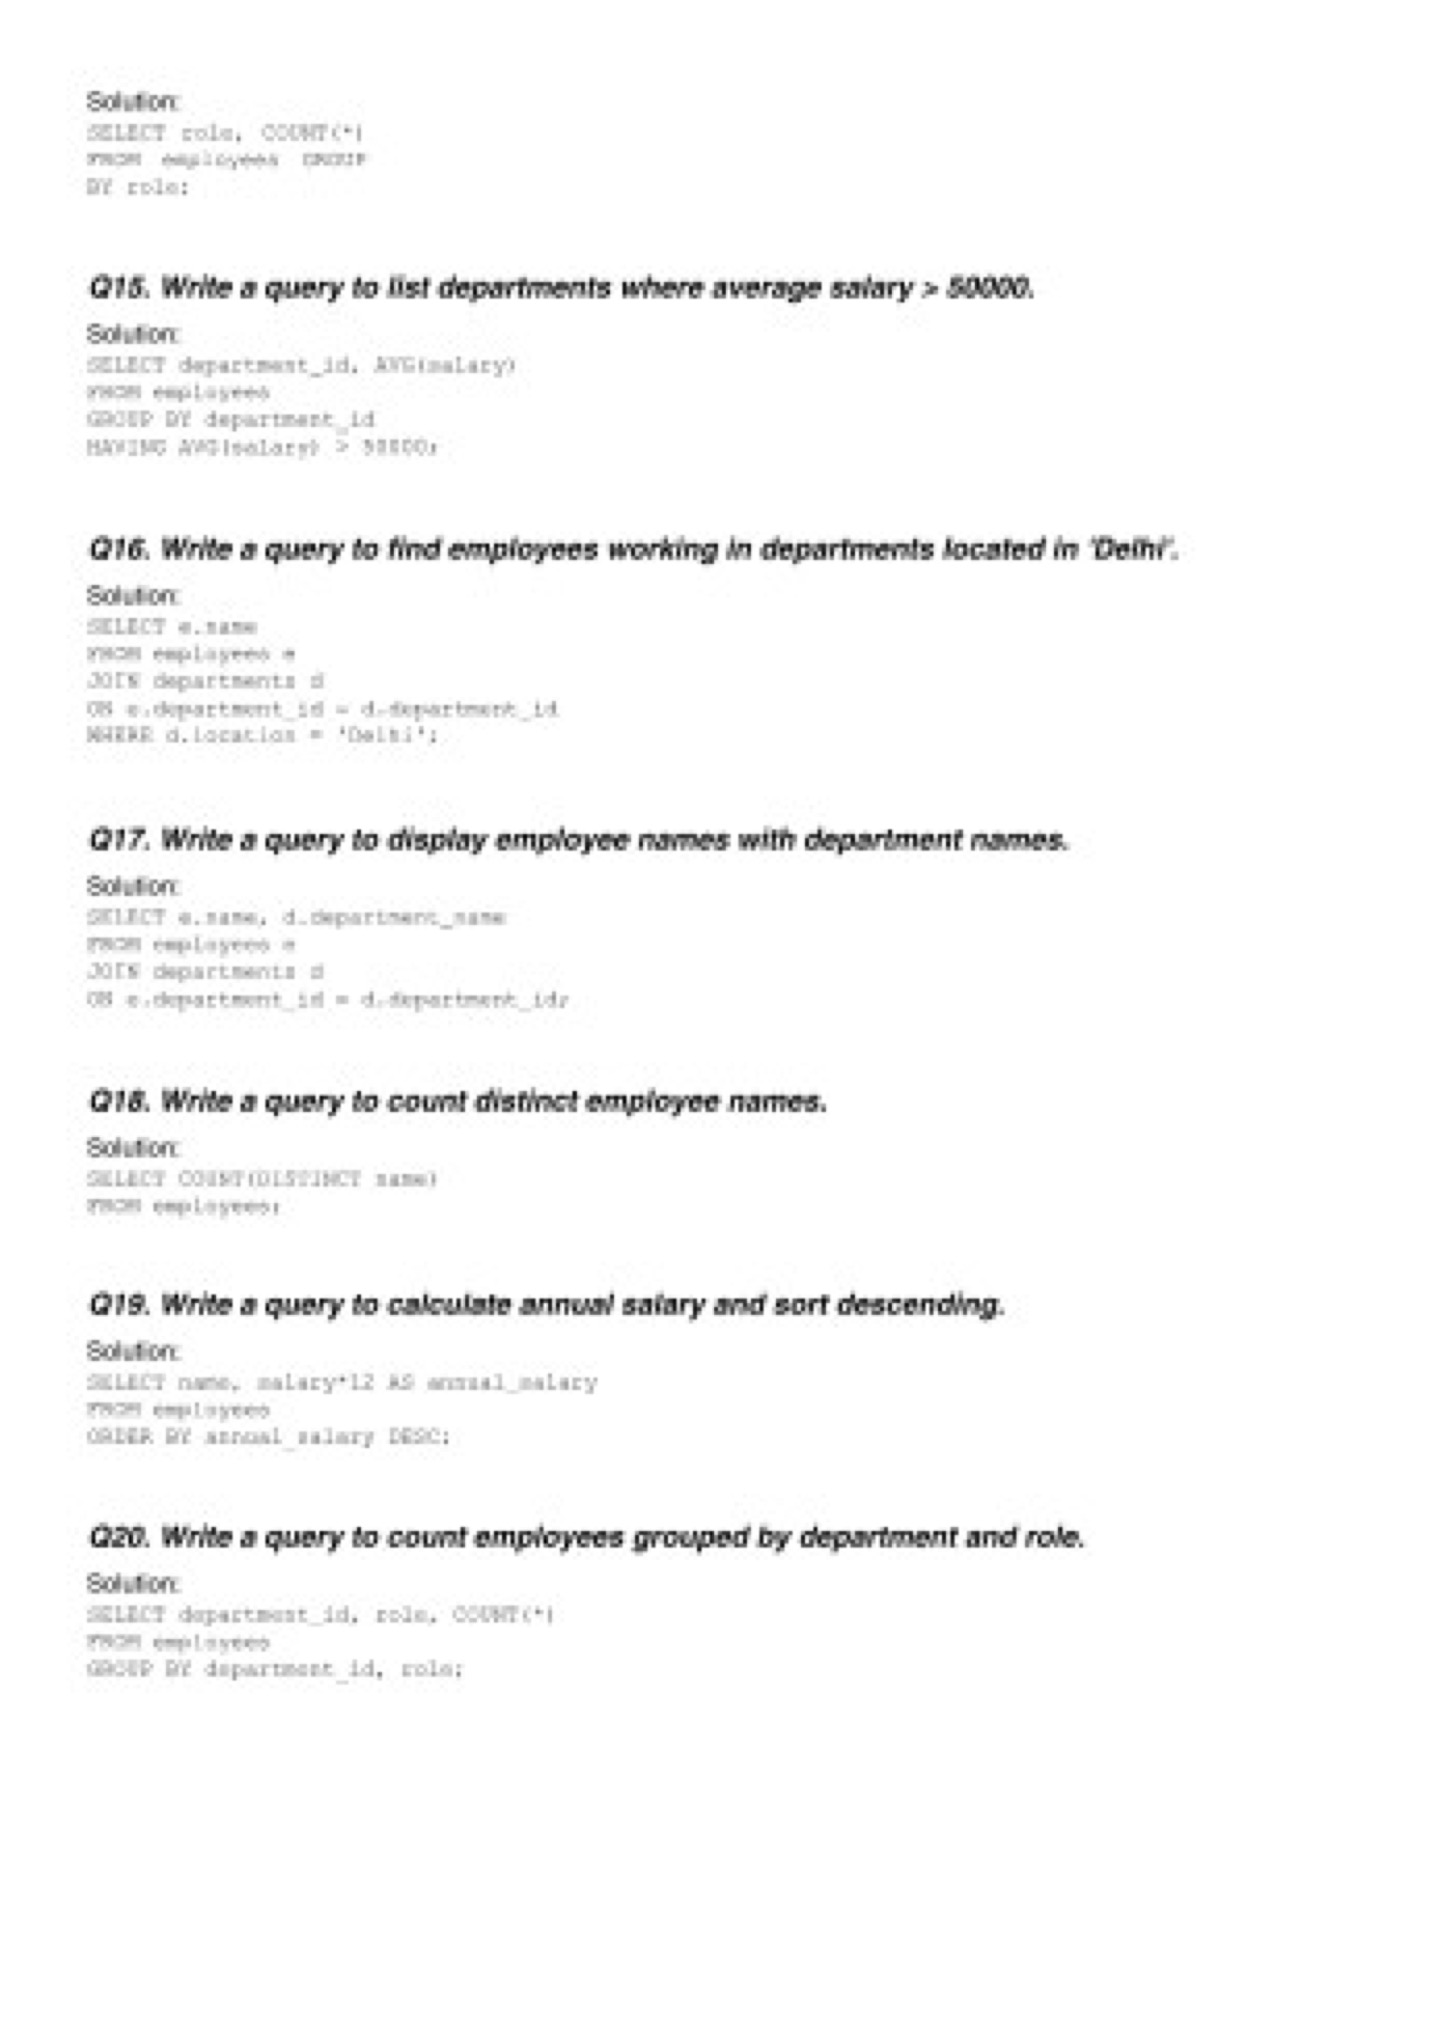 Solution:
SELECT role, COUNT(*)
FROM employees GROUP
BY role;
Q15. Write a query to list departments where average salary > 50000.
Solution:
SELECT department_id, AVG(salary)
FROM employees
GROUP BY department_id
HAVING AVG(salary) > 50000;
Q16. Write a query to find employees working in departments located in 'Delhi'.
Solution:
SELECT e.name
FROM employees e
JOIN departments d
ON e.department_id = d.department_id
WHERE d.location = 'Delhi';
Q17. Write a query to display employee names with department names.
Solution:
SELECT e.name, d.department_name
FROM employees e
JOIN departments d
ON e.department_id = d.department_id;
Q18. Write a query to count distinct employee names.
Solution:
SELECT COUNT(DISTINCT name)
FROM employees;
Q19. Write a query to calculate annual salary and sort descending.
Solution:
SELECT name, salary*12 AS annual_salary
FROM employees
ORDER BY annual_salary DESC;
Q20. Write a query to count employees grouped by department and role.
Solution:
SELECT department_id, role, COUNT(*)
FROM employees
GROUP BY department_id, role;